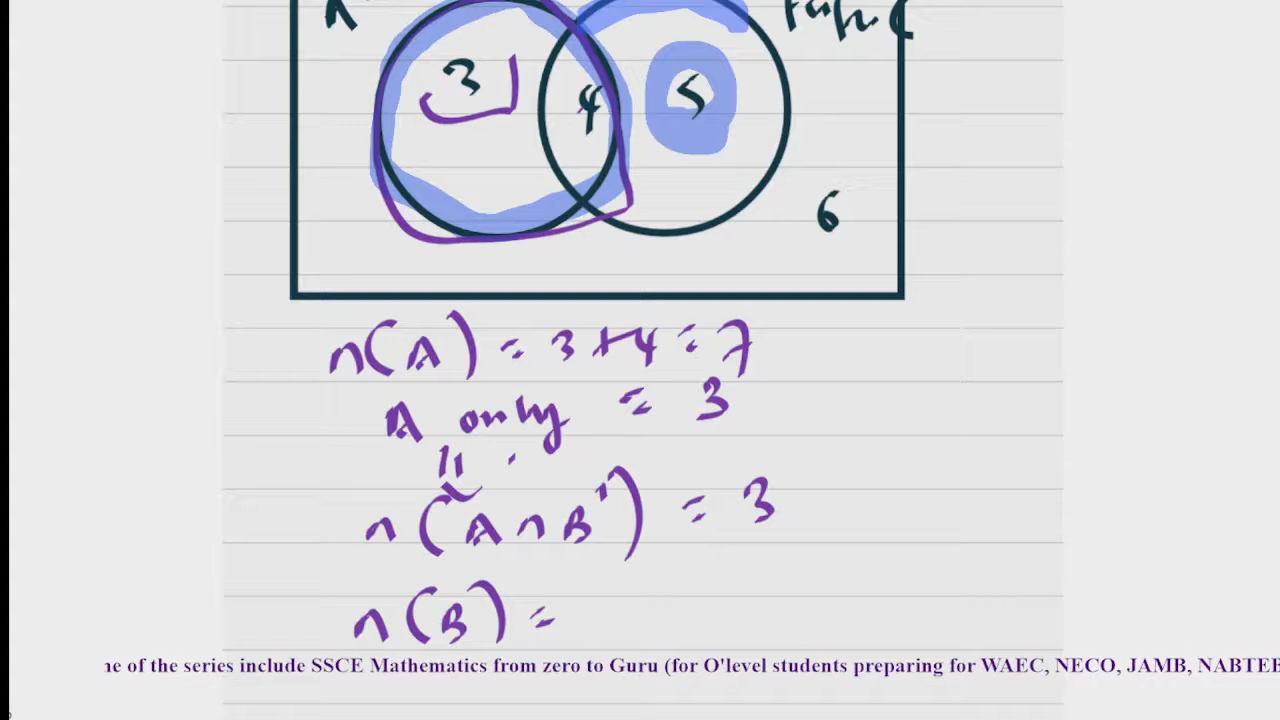 3 4 5
6
n(A) = 3+4 = 7
A only = 3
n(A∩B') = 3
n(B) =
of the series include SSCE Mathematics from zero to Guru (for O'level students preparing for WAEC, NECO, JAMB, NABTEB